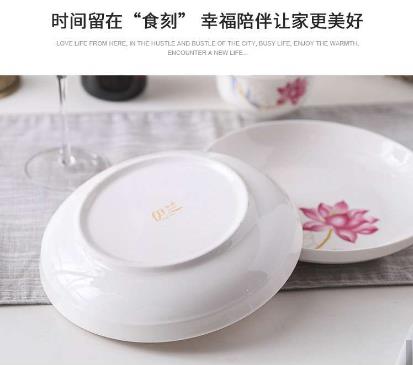 时间留在“食刻” 幸福陪伴让家更美好
LOVE LIFE FROM HERE, IN THE HUSTLE AND BUSTLE OF THE CITY, BUSY LIFE, ENJOY THE WARMTH,
ENCOUNTER A NEW LIFE...